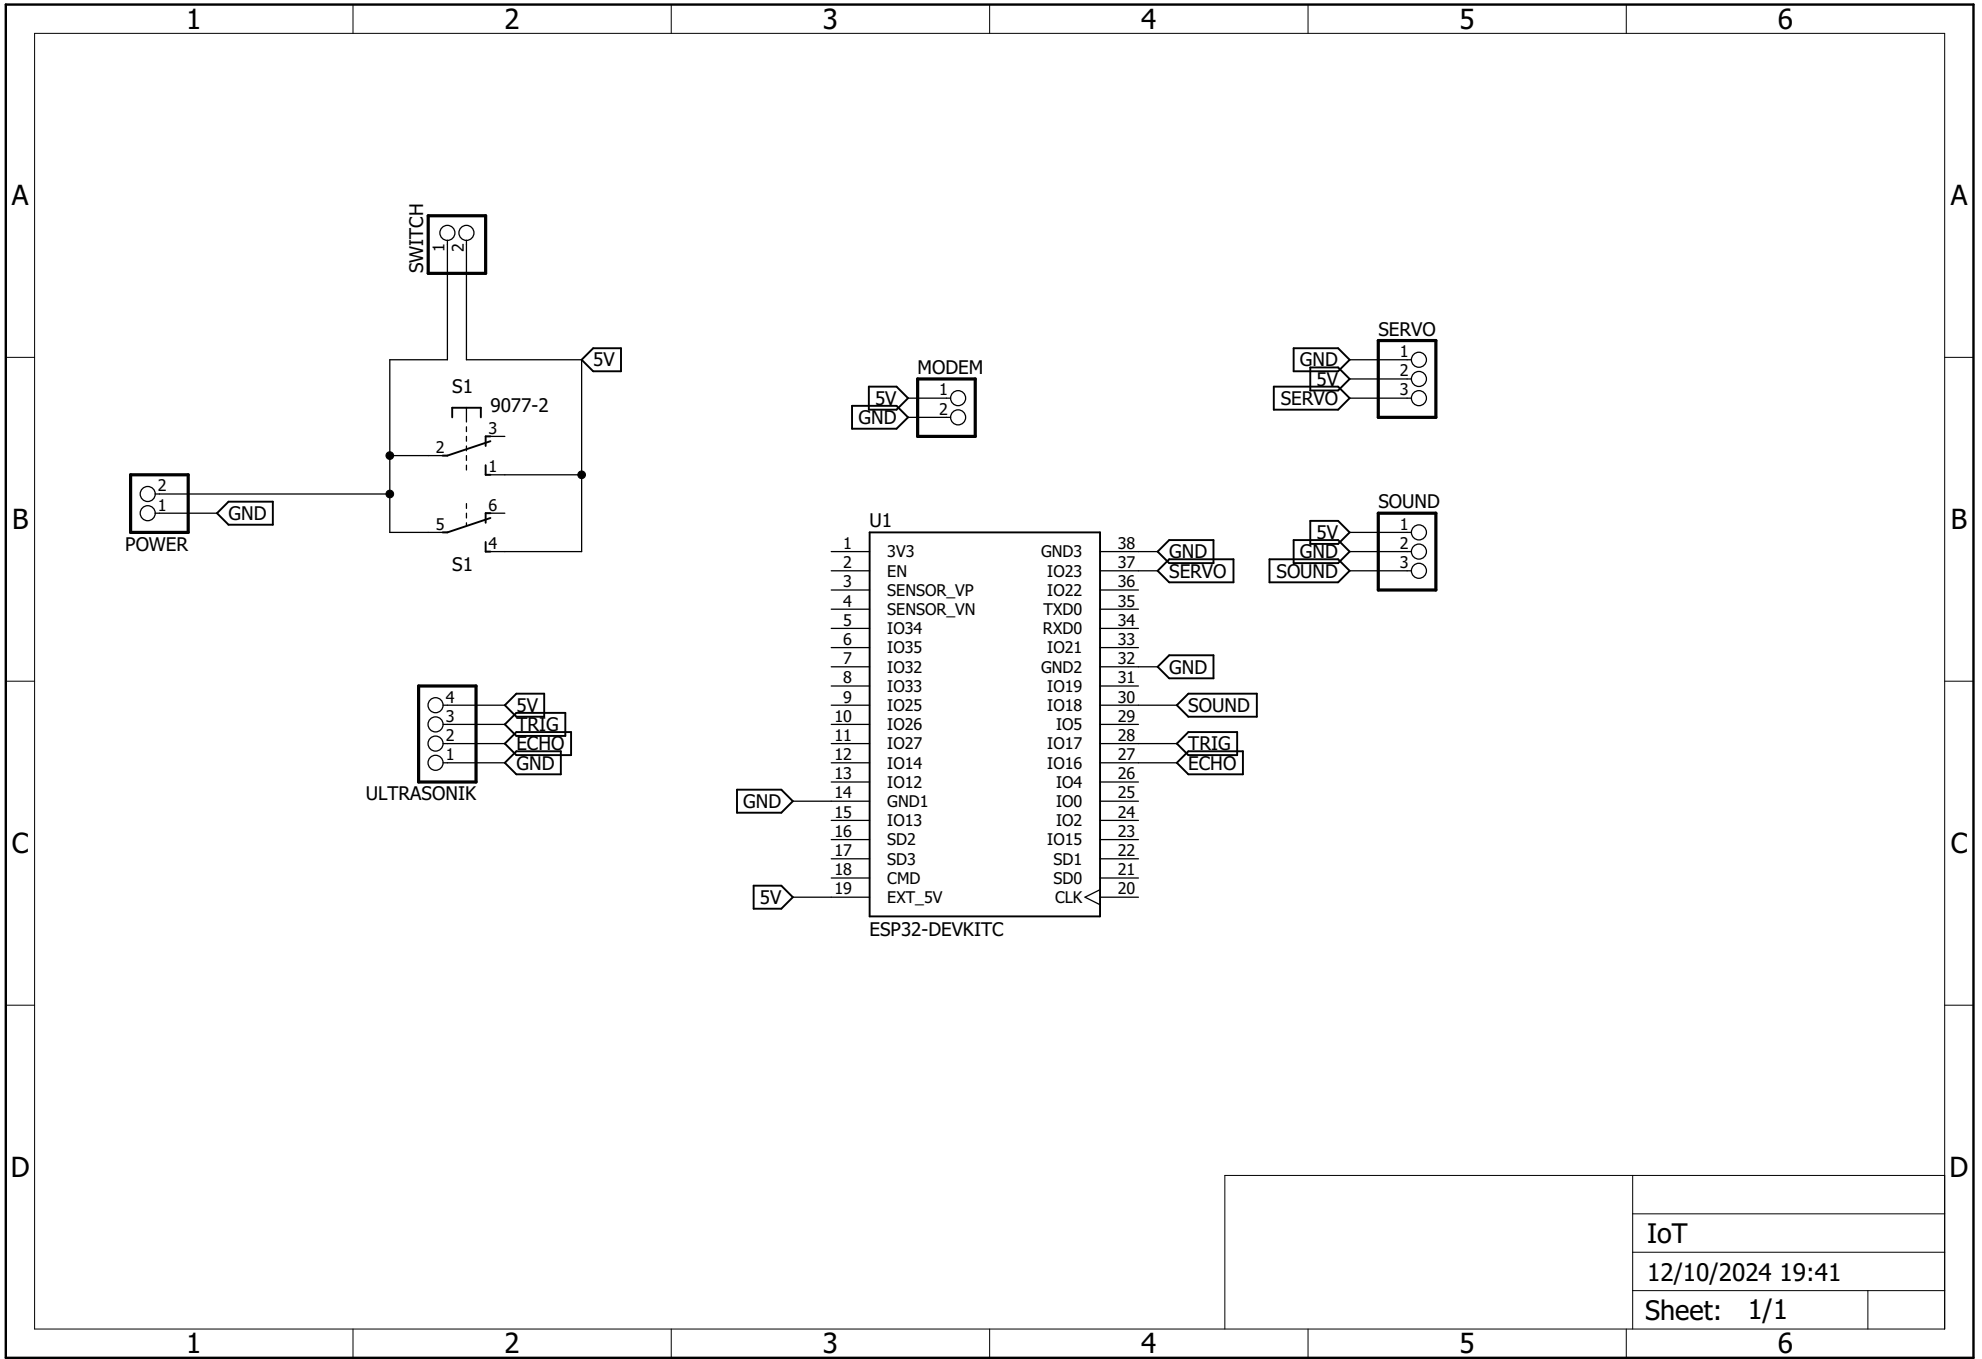 1 2 3 4 5 6
A A
SWITCH
1 2
5V
S1
9077-2
2 3
1
5 6
4
S1
2
1 GND
POWER
B B
MODEM
5V 1
GND 2
SERVO
GND 1
5V 2
SERVO 3
SOUND
5V 1
GND 2
SOUND 3
U1
1 3V3 GND3 38 GND
2 EN IO23 37 SERVO
3 SENSOR_VP IO22 36
4 SENSOR_VN TXD0 35
5 IO34 RXD0 34
6 IO35 IO21 33
7 IO32 GND2 32 GND
8 IO33 IO19 31
9 IO25 IO18 30 SOUND
10 IO26 IO5 29
11 IO27 IO17 28 TRIG
12 IO14 IO16 27 ECHO
13 IO12 IO4 26
GND 14 GND1 IO0 25
15 IO13 IO2 24
16 SD2 IO15 23
17 SD3 SD1 22
18 CMD SD0 21
5V 19 EXT_5V CLK 20
ESP32-DEVKITC
4 5V
3 TRIG
2 ECHO
1 GND
ULTRASONIK
C C
D D
IoT
12/10/2024 19:41
Sheet: 1/1
1 2 3 4 5 6